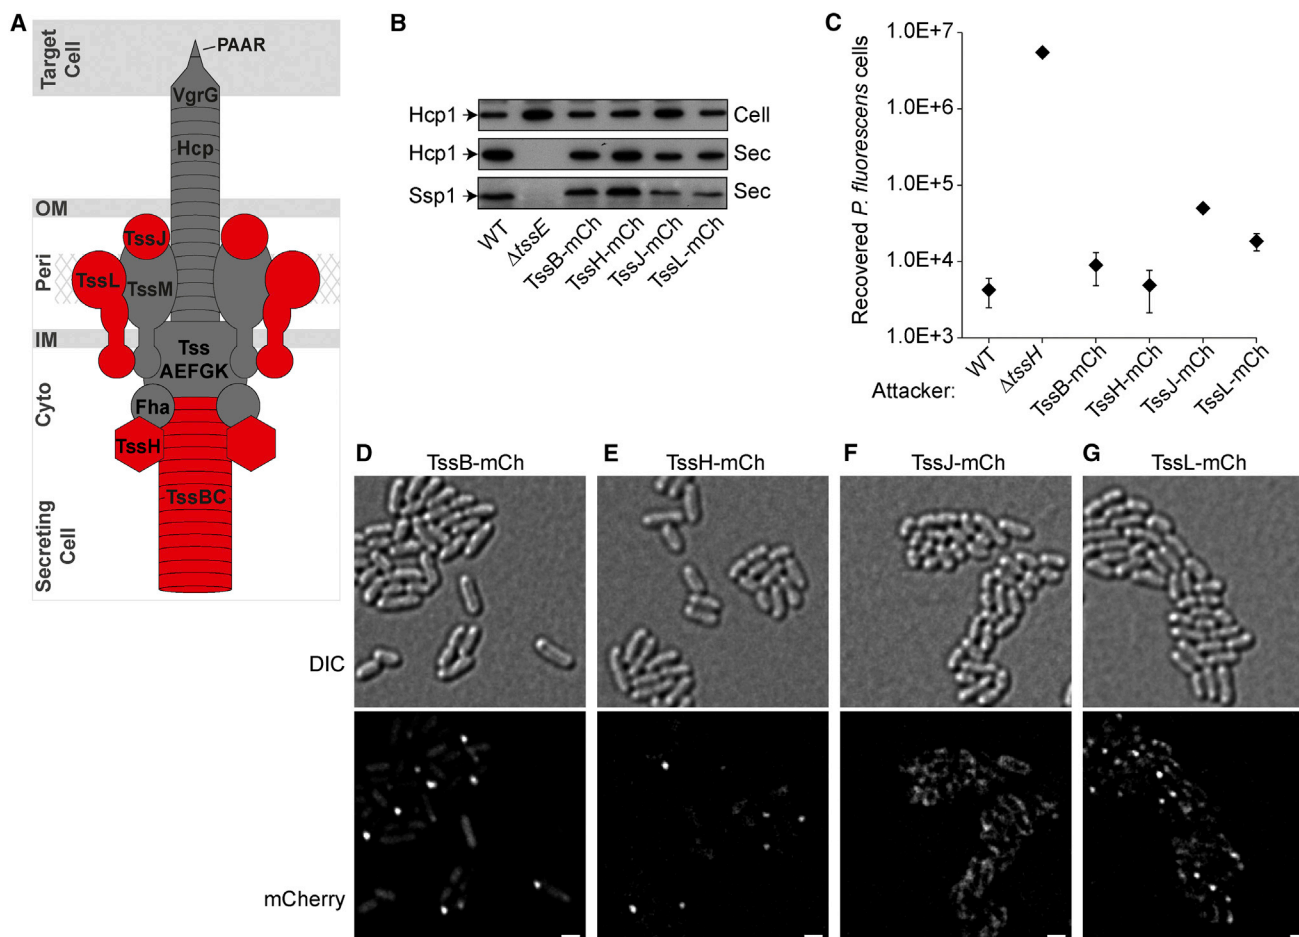 A
Target
Cell
PAAR
VgrG
Hcp
OM
TssJ
Peri
TssL
TssM
IM
Tss
AEFGK
Cyto
Fha
TssH
TssBC
Secreting
Cell
B
Hcp1
Cell
Hcp1
Sec
Ssp1
Sec
WT
ΔtssE
TssB-mCh
TssH-mCh
TssJ-mCh
TssL-mCh
C
Recovered P. fluorescens cells
1.0E+7
1.0E+6
1.0E+5
1.0E+4
1.0E+3
Attacker:
WT
ΔtssH
TssB-mCh
TssH-mCh
TssJ-mCh
TssL-mCh
D
TssB-mCh
E
TssH-mCh
F
TssJ-mCh
G
TssL-mCh
DIC
mCherry